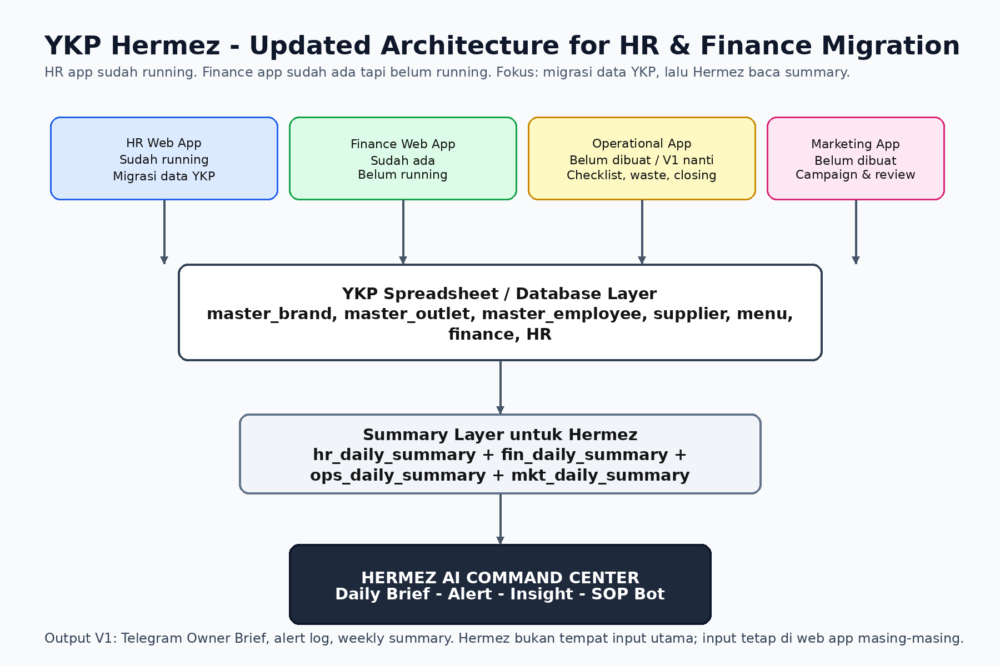 YKP Hermez - Updated Architecture for HR & Finance Migration
HR app sudah running. Finance app sudah ada tapi belum running. Fokus: migrasi data YKP, lalu Hermez baca summary.
HR Web App
Sudah running
Migrasi data YKP
Finance Web App
Sudah ada
Belum running
Operational App
Belum dibuat / V1 nanti
Checklist, waste, closing
Marketing App
Belum dibuat
Campaign & review
YKP Spreadsheet / Database Layer
master_brand, master_outlet, master_employee, supplier, menu,
finance, HR
Summary Layer untuk Hermez
hr_daily_summary + fin_daily_summary +
ops_daily_summary + mkt_daily_summary
HERMEZ AI COMMAND CENTER
Daily Brief - Alert - Insight - SOP Bot
Output V1: Telegram Owner Brief, alert log, weekly summary. Hermez bukan tempat input utama; input tetap di web app masing-masing.